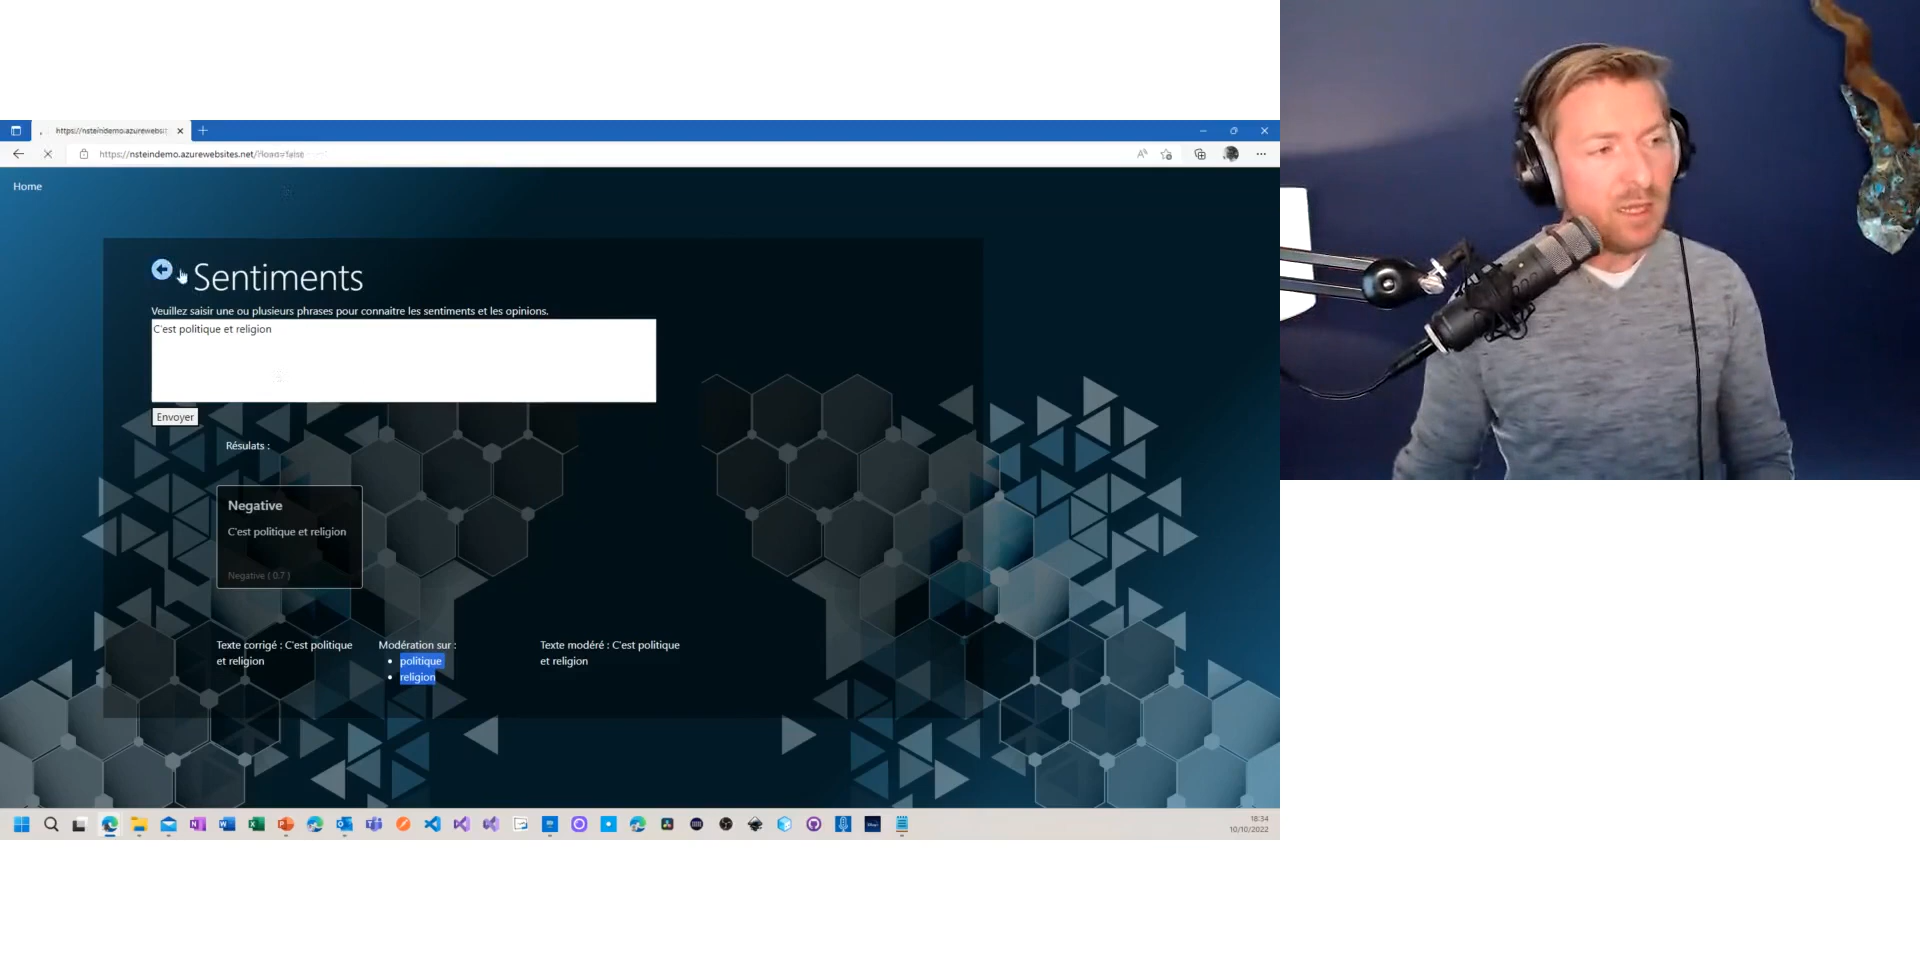 https://nsteindemo.azurewebsit
https://nsteindemo.azurewebsites.net/?load=false
Home
Sentiments
Veuillez saisir une ou plusieurs phrases pour connaitre les sentiments et les opinions.
C'est politique et religion
Envoyer
Résulats :
Negative
C'est politique et religion
Negative ( 0.7 )
Texte corrigé : C'est politique
et religion
Modération sur :
politique
religion
Texte modéré : C'est politique
et religion
18:34
10/10/2022